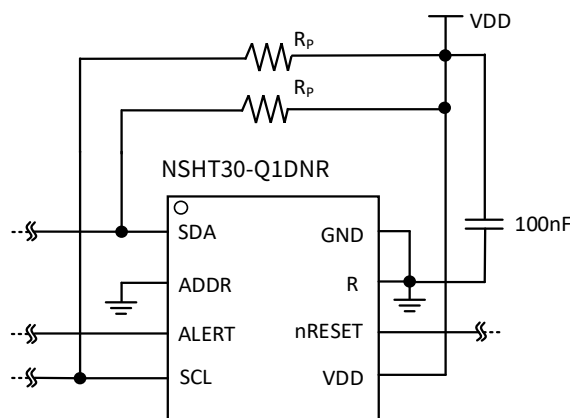 VDD
RP
RP
NSHT30-Q1DNR
SDA
GND
100nF
ADDR
R
ALERT
nRESET
SCL
VDD